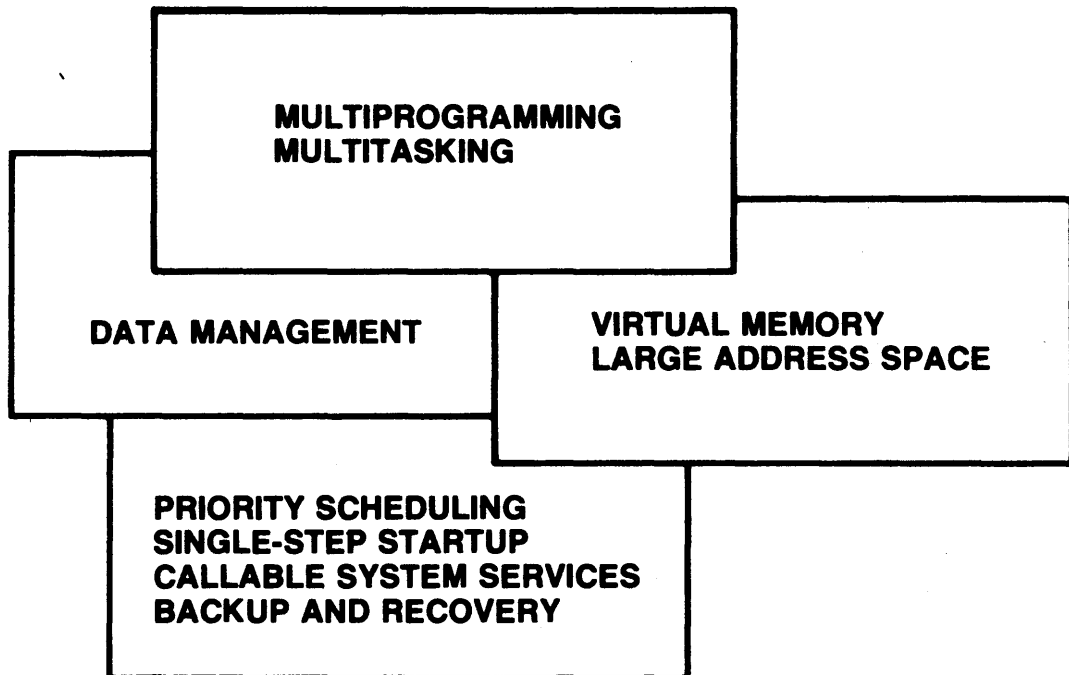 MULTIPROGRAMMING
MULTITASKING
DATA MANAGEMENT
VIRTUAL MEMORY
LARGE ADDRESS SPACE
PRIORITY SCHEDULING
SINGLE-STEP STARTUP
CALLABLE SYSTEM SERVICES
BACKUP AND RECOVERY